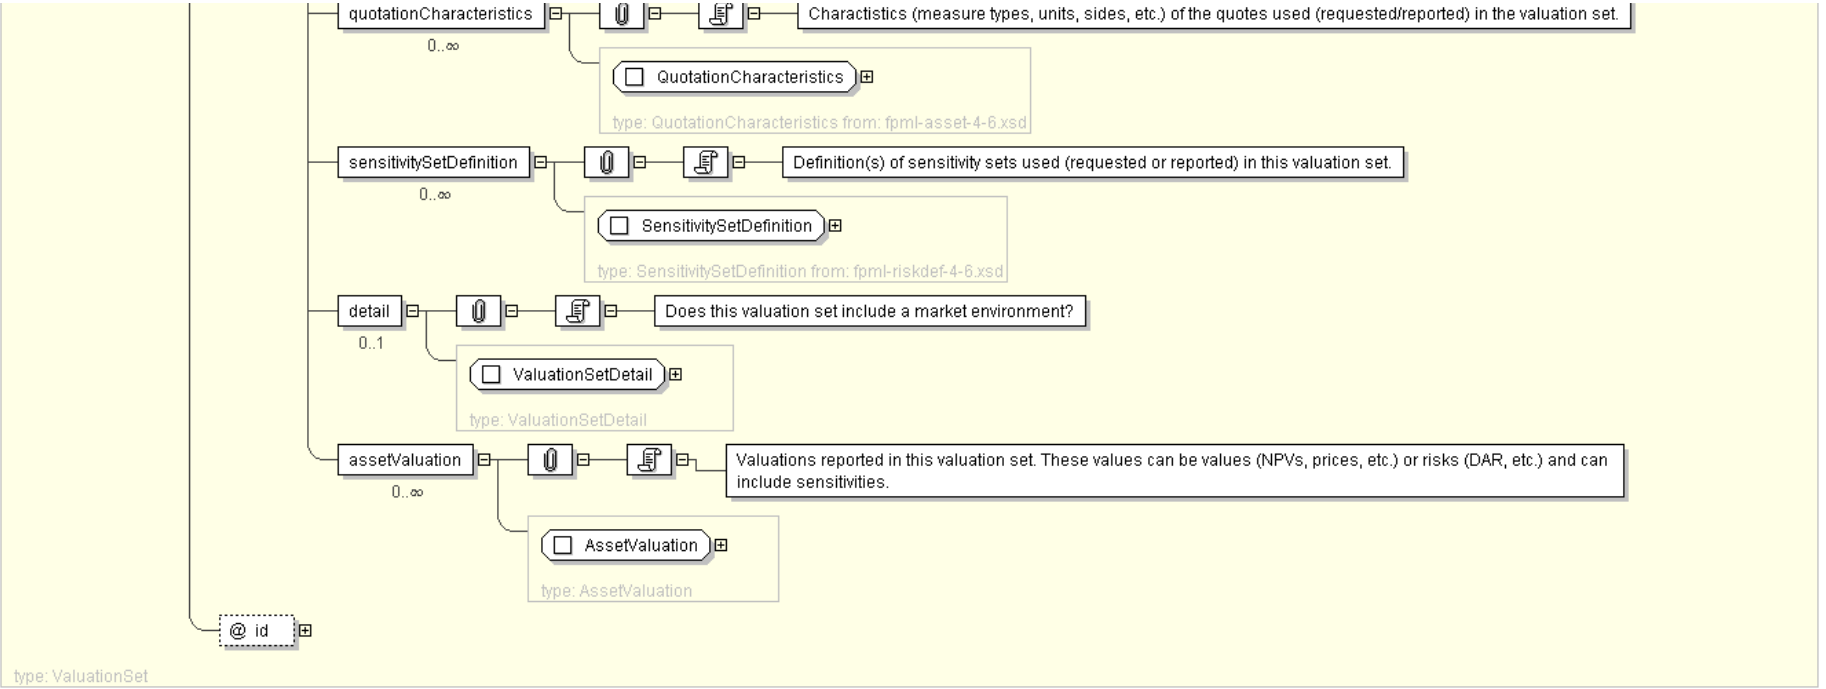 quotationCharacteristics
Charactistics (measure types, units, sides, etc.) of the quotes used (requested/reported) in the valuation set.
0..∞
QuotationCharacteristics
type: QuotationCharacteristics from: fpml-asset-4-6.xsd
sensitivitySetDefinition
Definition(s) of sensitivity sets used (requested or reported) in this valuation set.
0..∞
SensitivitySetDefinition
type: SensitivitySetDefinition from: fpml-riskdef-4-6.xsd
detail
Does this valuation set include a market environment?
0..1
ValuationSetDetail
type: ValuationSetDetail
assetValuation
Valuations reported in this valuation set. These values can be values (NPVs, prices, etc.) or risks (DAR, etc.) and can
include sensitivities.
0..∞
AssetValuation
type: AssetValuation
@ id
type: ValuationSet